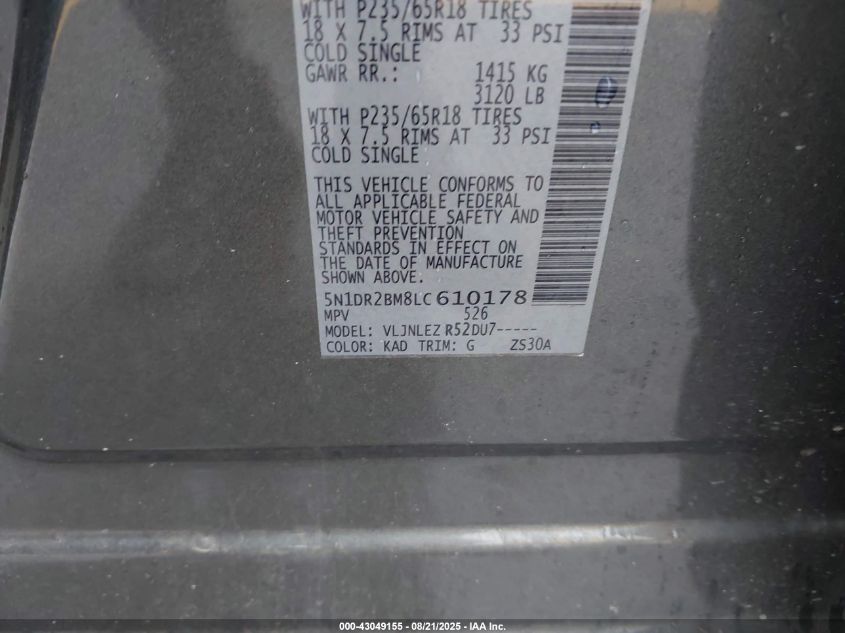 WITH P235/65R18 TIRES
18 X 7.5 RIMS AT 33 PSI
COLD SINGLE
GAWR RR.: 1415 KG
3120 LB
WITH P235/65R18 TIRES
18 X 7.5 RIMS AT 33 PSI
COLD SINGLE
THIS VEHICLE CONFORMS TO
ALL APPLICABLE FEDERAL
MOTOR VEHICLE SAFETY AND
THEFT PREVENTION
STANDARDS IN EFFECT ON
THE DATE OF MANUFACTURE
SHOWN ABOVE.
5N1DR2BM8LC610178
MPV 526
MODEL: VLJNLEZ R52DU7-----
COLOR: KAD TRIM: G ZS30A
000-43049155 - 08/21/2025 - IAA Inc.